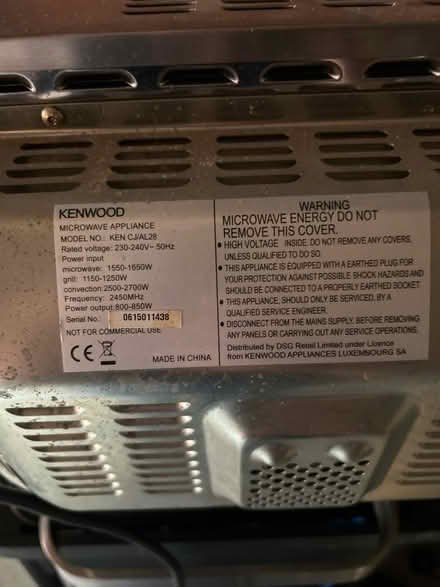 KENWOOD
MICROWAVE APPLIANCE
MODEL NO.: KEN CJ/AL28
Rated voltage: 230-240V~ 50Hz
Power input
microwave: 1550-1650W
grill: 1150-1250W
convection 2500-2700W
Frequency: 2450MHz
Power output 800-850W
Serial No.: 0615011436
NOT FOR COMMERCIAL USE
CE
MADE IN CHINA
WARNING
MICROWAVE ENERGY DO NOT
REMOVE THIS COVER.
• HIGH VOLTAGE INSIDE. DO NOT REMOVE ANY COVERS,
UNLESS QUALIFIED TO DO SO.
• THIS APPLIANCE IS EQUIPPED WITH A EARTHED PLUG FOR
YOUR PROTECTION AGAINST POSSIBLE SHOCK HAZARDS AND
SHOULD BE CONNECTED TO A PROPERLY EARTHED SOCKET.
• THIS APPLIANCE, SHOULD ONLY BE SERVICED, BY A
QUALIFIED SERVICE ENGINEER.
• DISCONNECT FROM THE MAINS SUPPLY, BEFORE REMOVING
ANY PANELS OR CARRYING OUT ANY SERVICE OPERATIONS.
Distributed by DSG Retail Limited under Licence
from KENWOOD APPLIANCES LUXEMBOURG SA